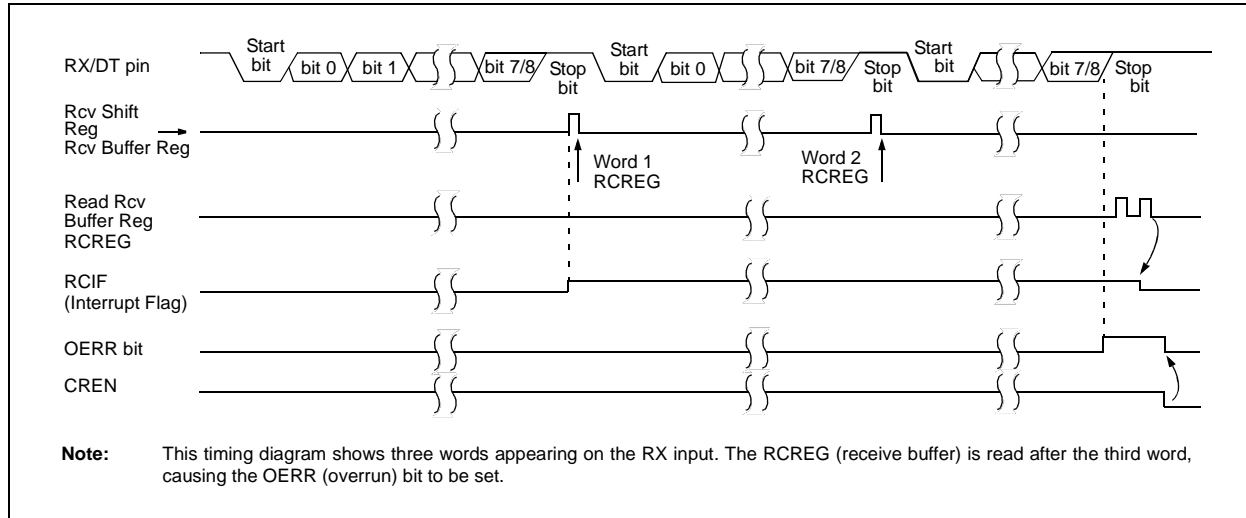 RX/DT pin
Start bit
bit 0
bit 1
bit 7/8
Stop bit
Start bit
bit 0
bit 7/8
Stop bit
Start bit
bit 7/8
Stop bit
Rcv Shift
Reg
Rcv Buffer Reg
Word 1
RCREG
Word 2
RCREG
Read Rcv
Buffer Reg
RCREG
RCIF
(Interrupt Flag)
OERR bit
CREN
Note: This timing diagram shows three words appearing on the RX input. The RCREG (receive buffer) is read after the third word,
causing the OERR (overrun) bit to be set.